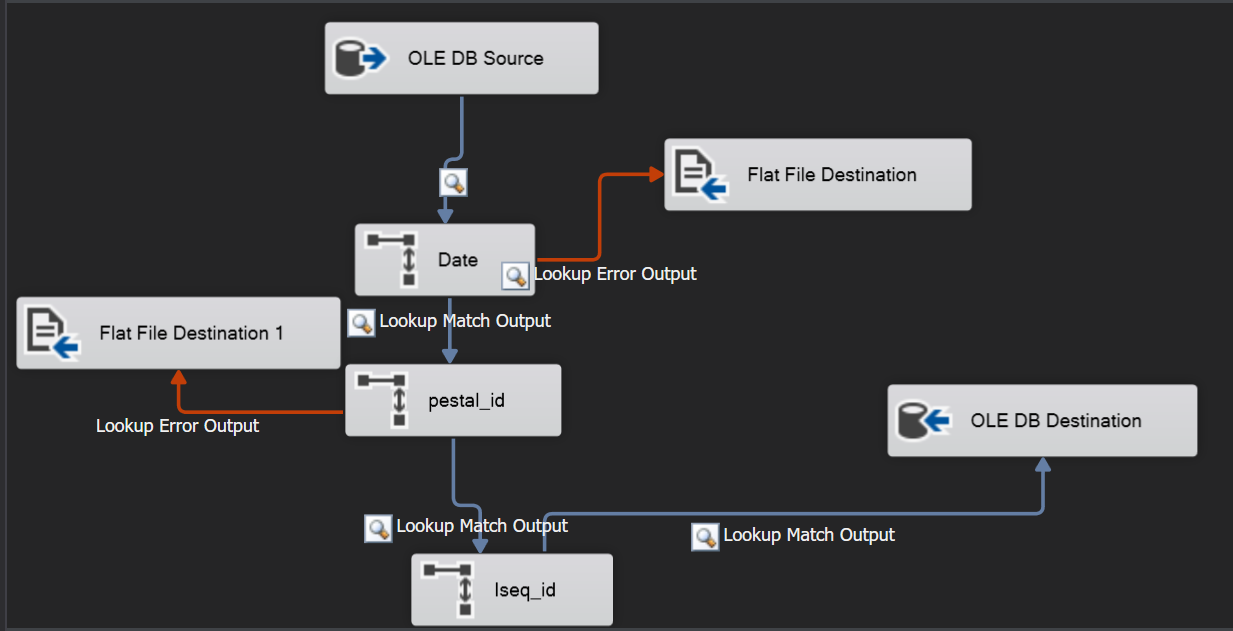 OLE DB Source
Flat File Destination
Date
Lookup Error Output
Lookup Match Output
Flat File Destination 1
pestal_id
Lookup Error Output
OLE DB Destination
Lookup Match Output
Lookup Match Output
lseq_id